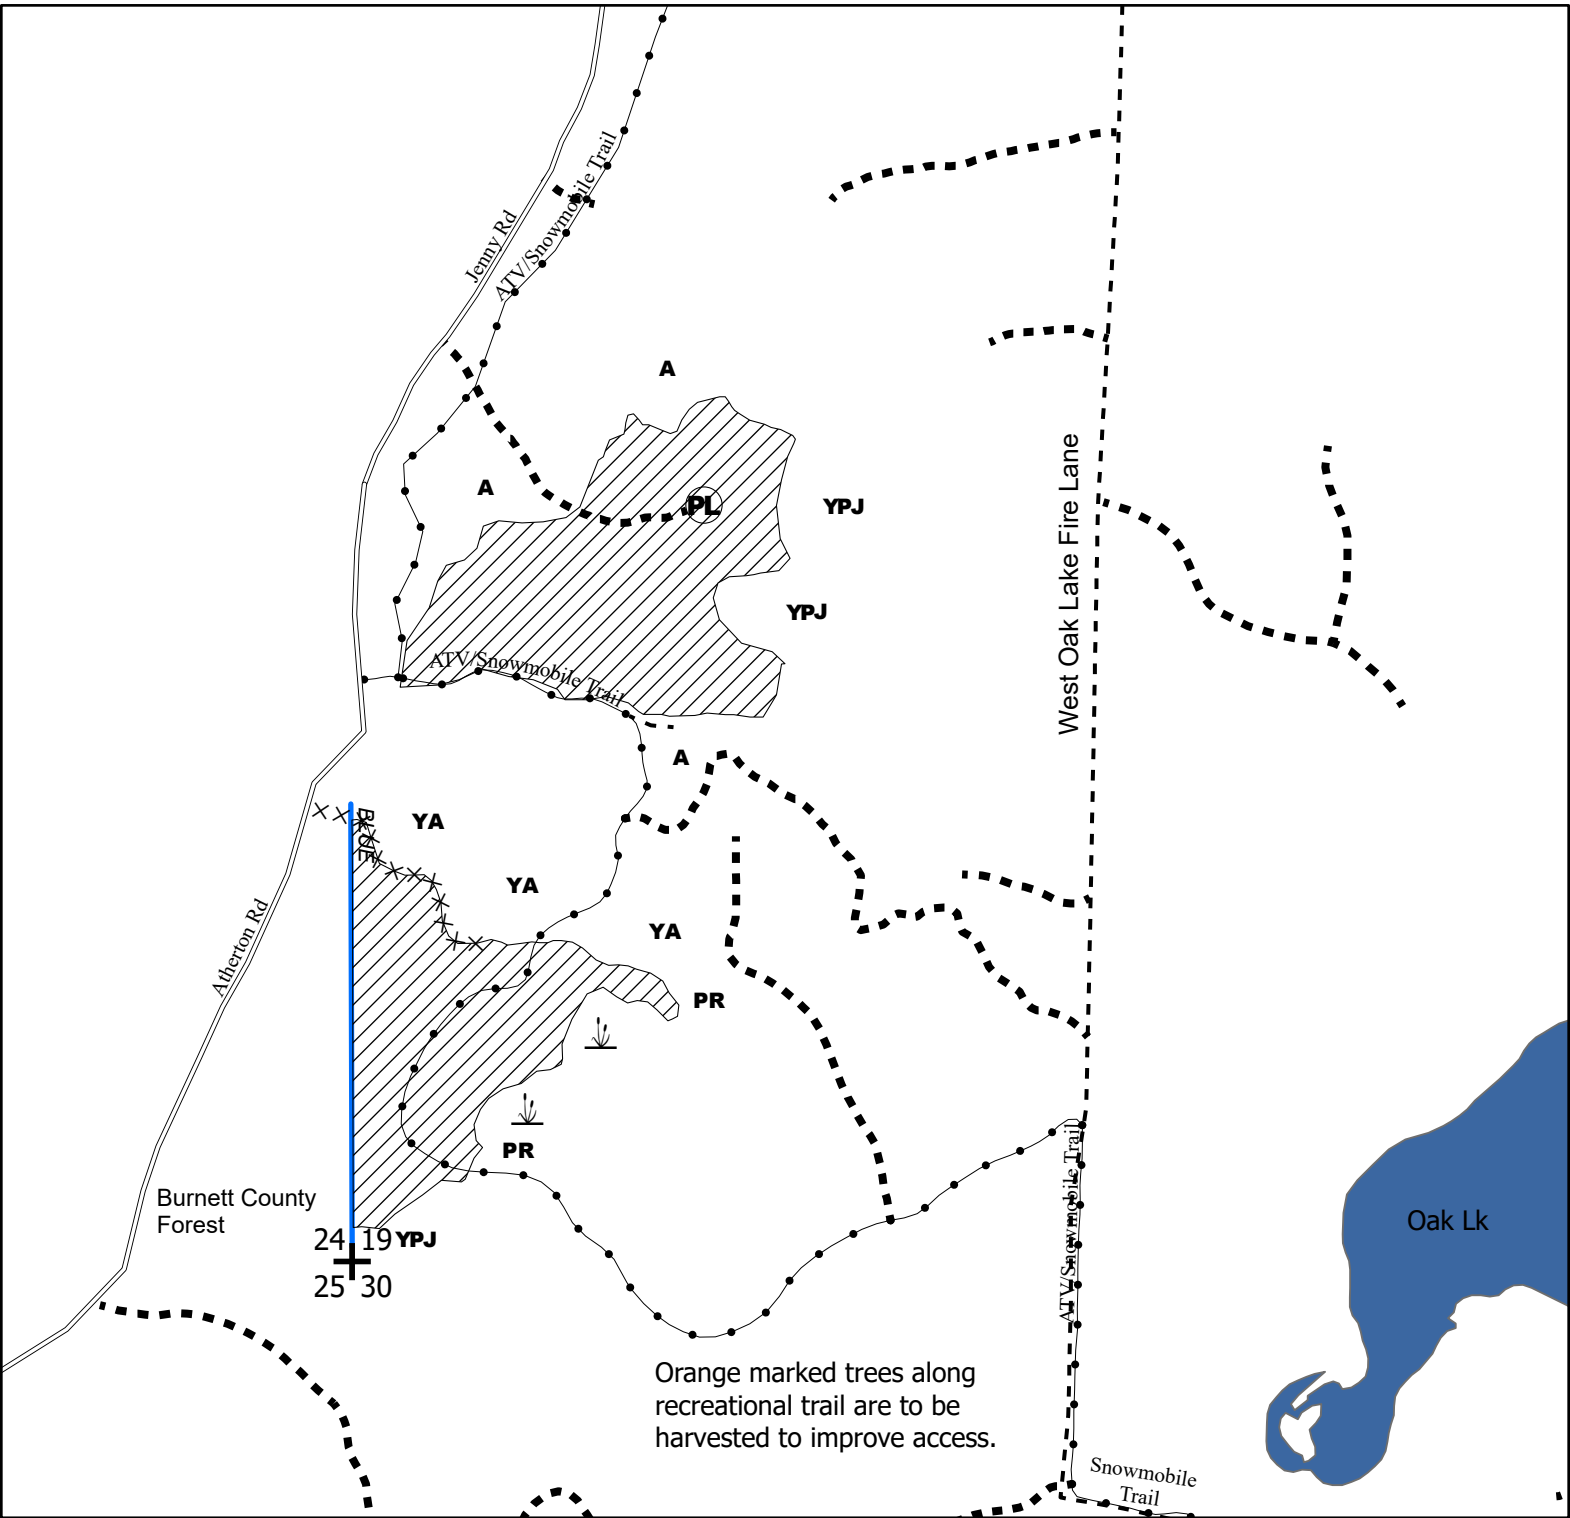 ATV/Snowmobile Trail
Jenny Rd
A
A
PL
YPJ
West Oak Lake Fire Lane
YPJ
ATV/Snowmobile Trail
A
BLUE
YA
YA
YA
Atherton Rd
PR
PR
ATV/Snowmobile Trail
Burnett County
Forest
Oak Lk
24 19 YPJ
25 30
Orange marked trees along
recreational trail are to be
harvested to improve access.
Snowmobile
Trail